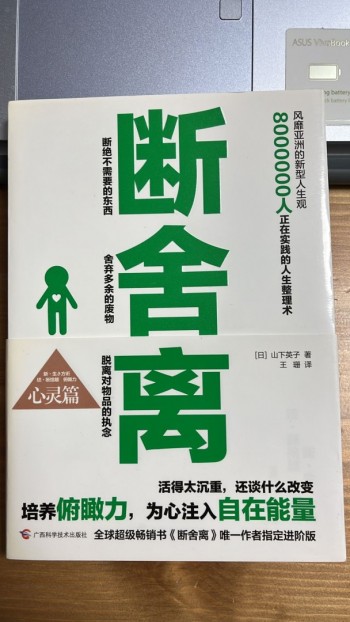 ASUS Viv
Book
断舍离
断绝不需要的东西
舍弃多余的废物
脱离对物品的执念
风靡亚洲的新型人生观
8000000人正在实践的人生整理术
[日] 山下英子 著
王珊 译
心灵篇
活得太沉重，还谈什么改变
培养俯瞰力，为心注入自在能量
广西科学技术出版社
全球超级畅销书《断舍离》唯一作者指定进阶版